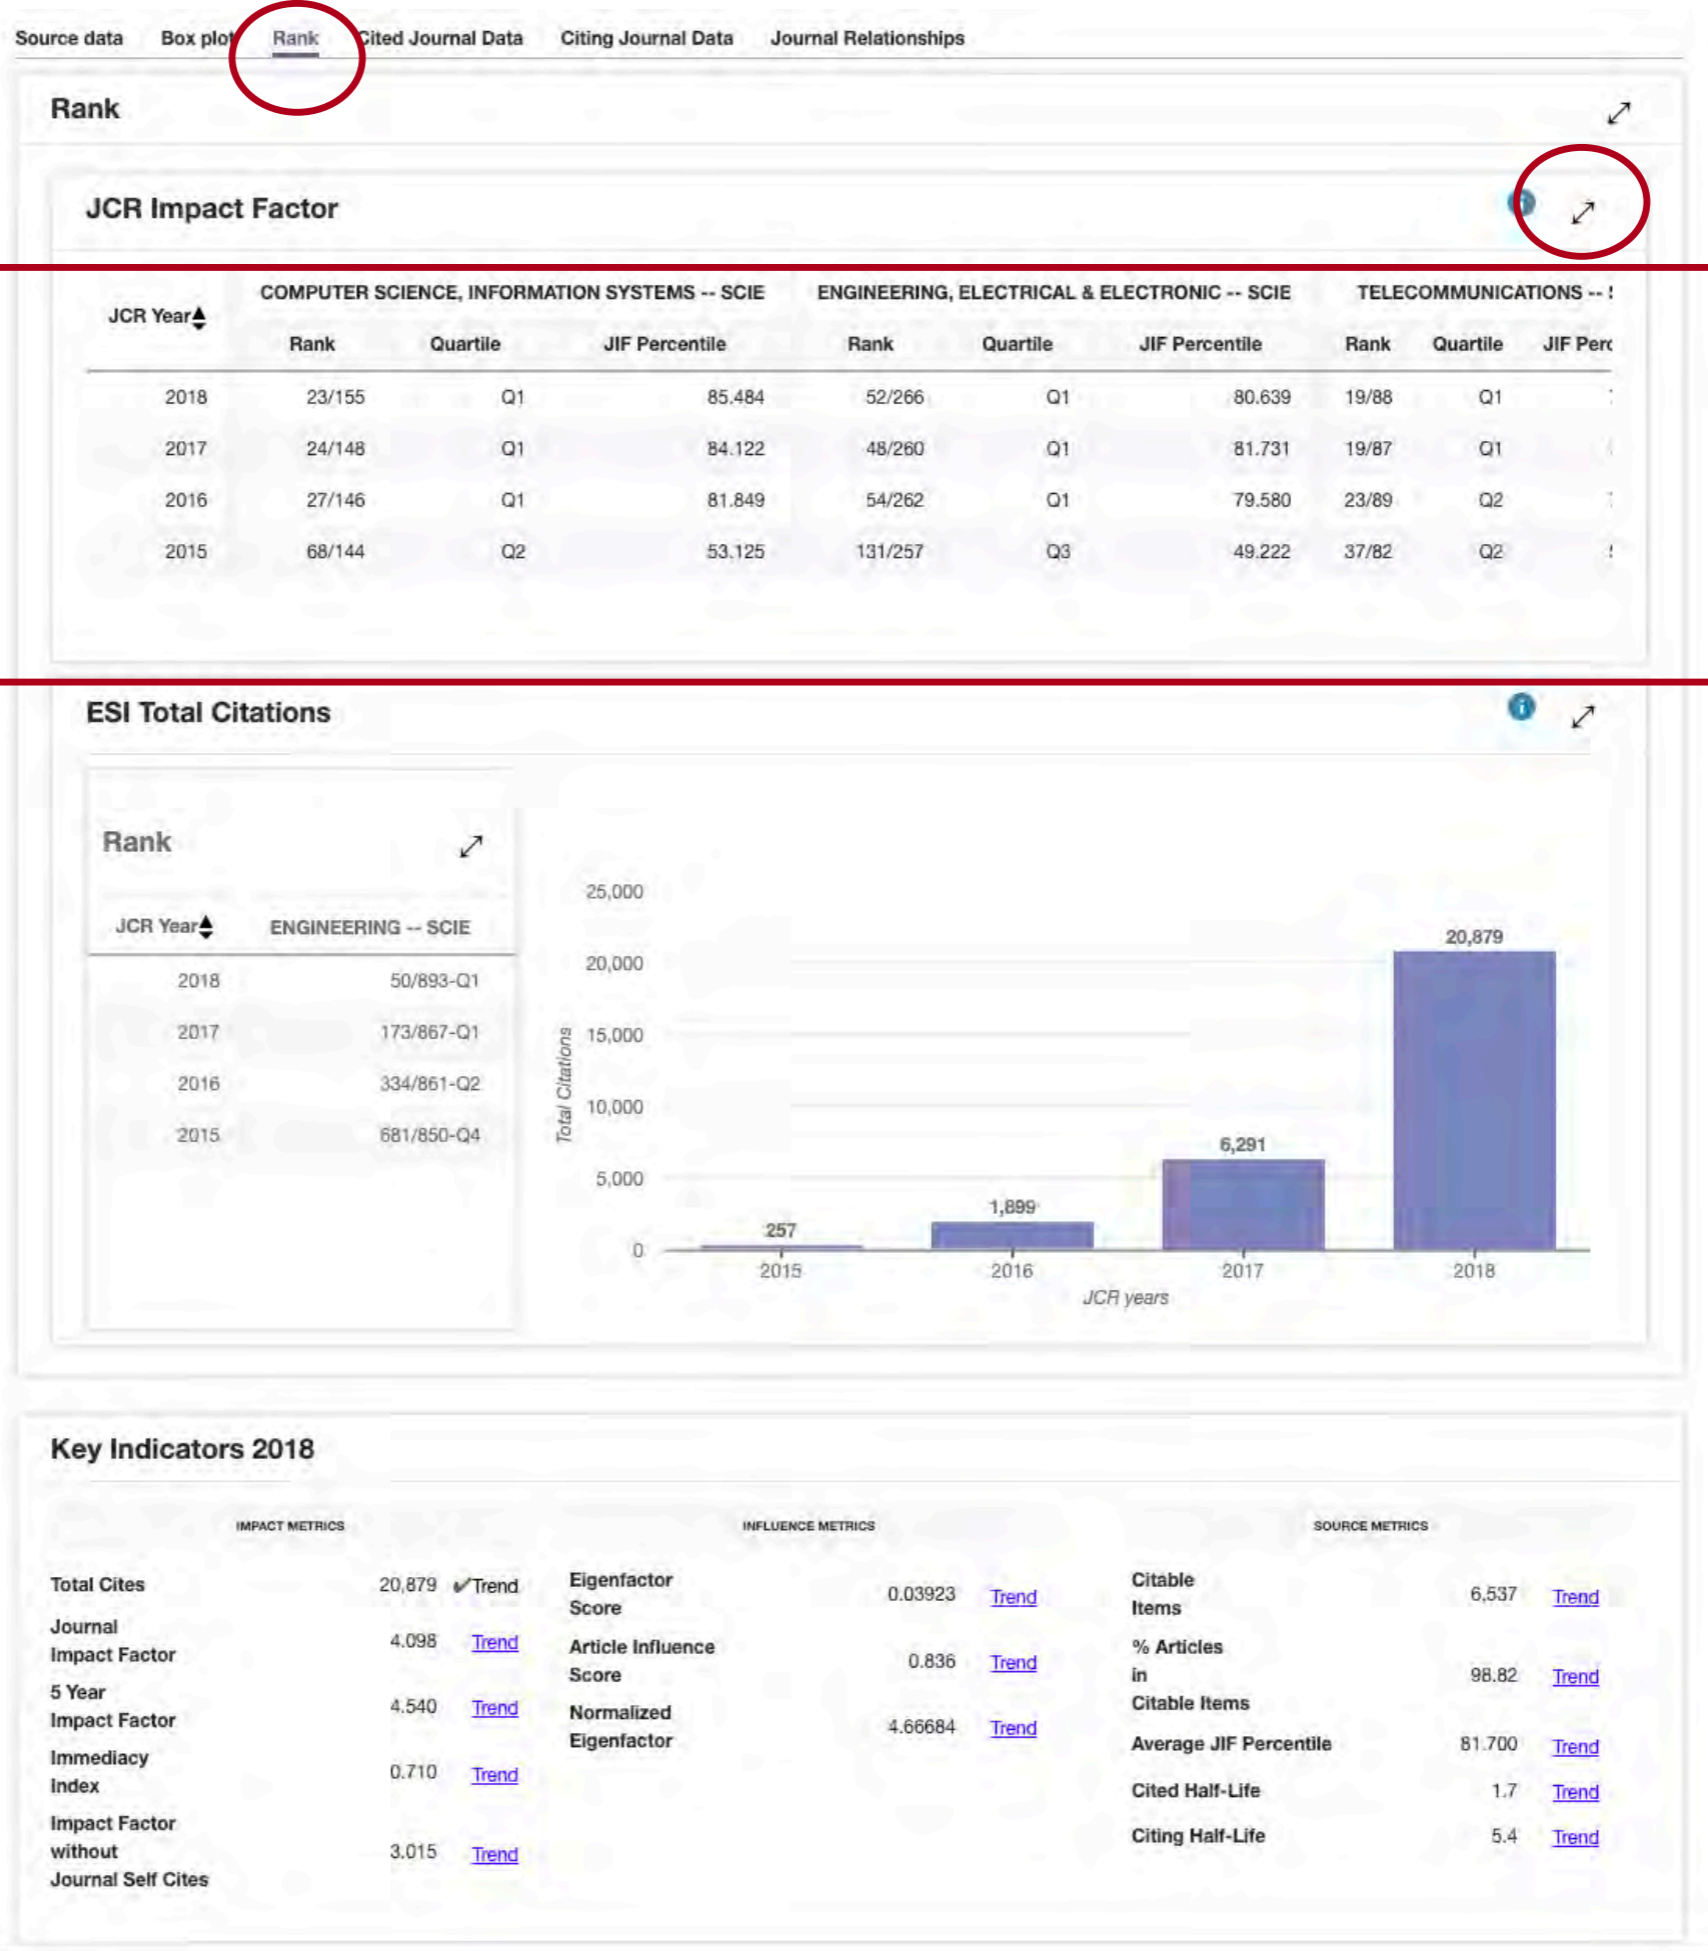 Source data Box plot Rank Cited Journal Data Citing Journal Data Journal Relationships
Rank
JCR Impact Factor
COMPUTER SCIENCE, INFORMATION SYSTEMS -- SCIE ENGINEERING, ELECTRICAL & ELECTRONIC -- SCIE TELECOMMUNICATIONS --
JCR Year
Rank Quartile JIF Percentile Rank Quartile JIF Percentile Rank Quartile JIF Perc
2018 23/155 Q1 85.484 52/266 Q1 80.639 19/88 Q1
2017 24/148 Q1 84.122 48/260 Q1 81.731 19/87 Q1
2016 27/146 Q1 81.849 54/262 Q1 79.580 23/89 Q2
2015 68/144 Q2 53.125 131/257 Q3 49.222 37/82 Q2
ESI Total Citations
Rank
JCR Year ENGINEERING -- SCIE
2018 50/893-Q1
2017 173/867-Q1
2016 334/861-Q2
2015 681/850-Q4
25,000
20,000
15,000
10,000
5,000
0
Total Citations
257
1,899
6,291
20,879
2015 2016 2017 2018
JCR years
Key Indicators 2018
IMPACT METRICS
Total Cites 20,879 ✔Trend
Journal
Impact Factor 4.098 Trend
5 Year
Impact Factor 4.540 Trend
Immediacy
Index 0.710 Trend
Impact Factor
without 3.015 Trend
Journal Self Cites
INFLUENCE METRICS
Eigenfactor
Score 0.03923 Trend
Article Influence
Score 0.836 Trend
Normalized
Eigenfactor 4.66684 Trend
SOURCE METRICS
Citable
Items 6,537 Trend
% Articles
in 98.82 Trend
Citable Items
Average JIF Percentile 81.700 Trend
Cited Half-Life 1.7 Trend
Citing Half-Life 5.4 Trend